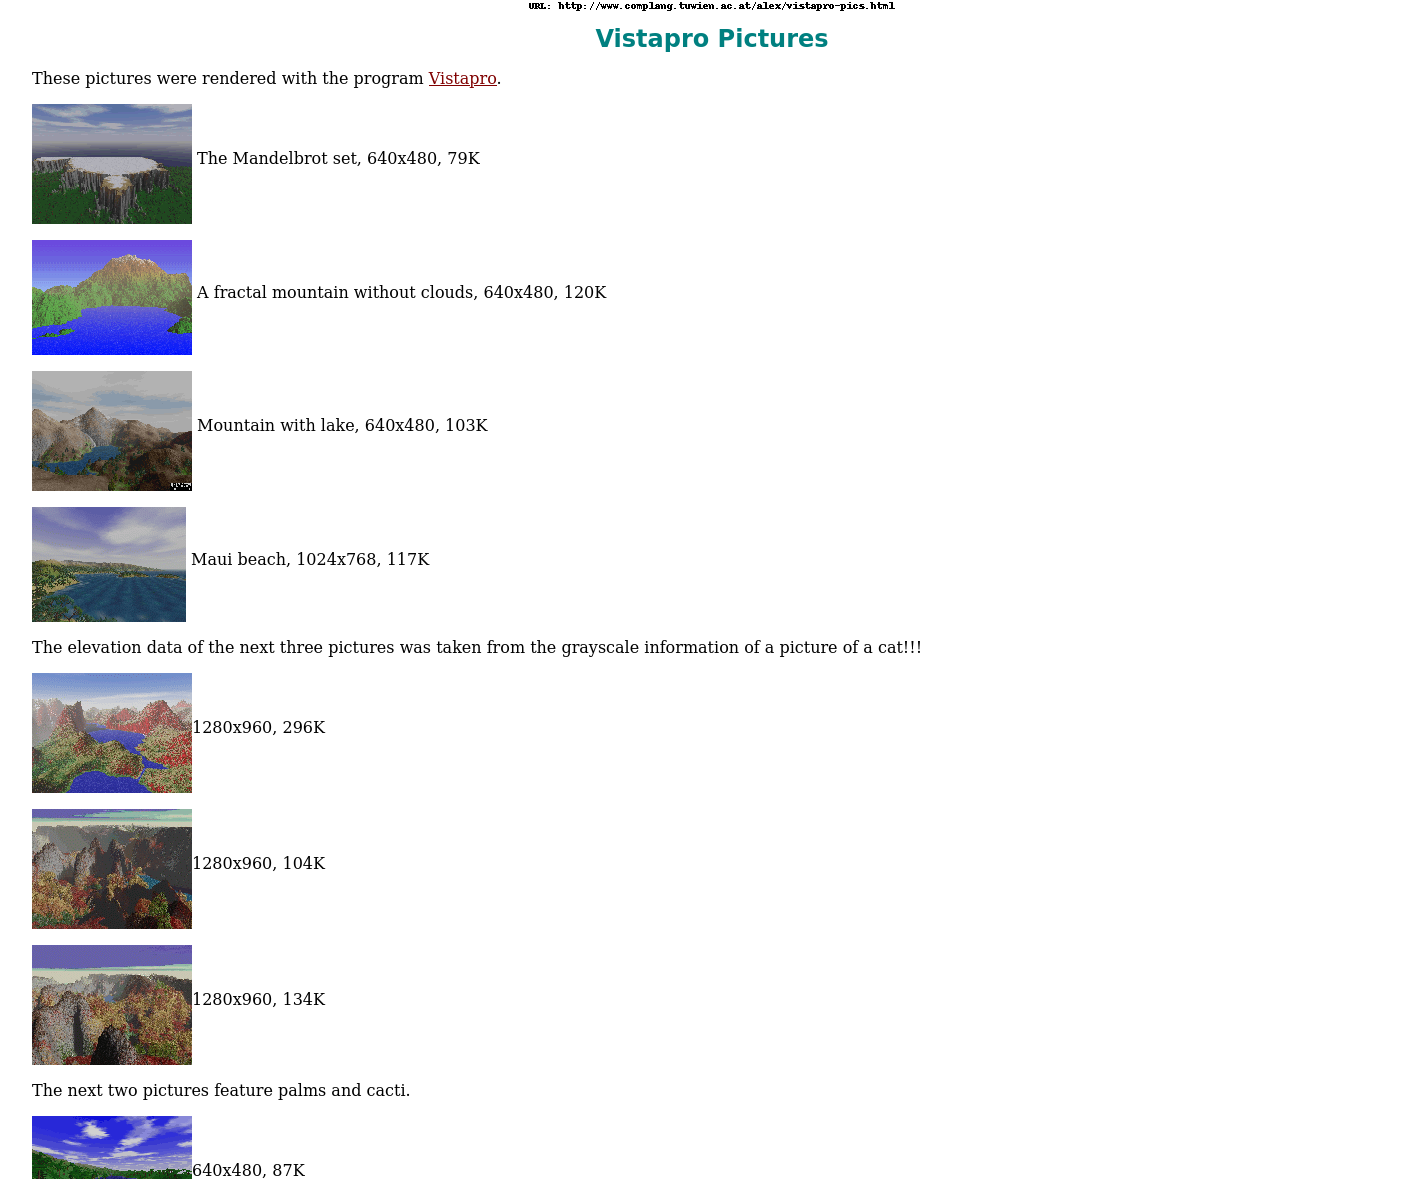 URL: http://www.complang.tuwien.ac.at/alex/vistapro-pics.html
Vistapro Pictures
These pictures were rendered with the program Vistapro.
The Mandelbrot set, 640x480, 79K
A fractal mountain without clouds, 640x480, 120K
Mountain with lake, 640x480, 103K
Maui beach, 1024x768, 117K
The elevation data of the next three pictures was taken from the grayscale information of a picture of a cat!!!
1280x960, 296K
1280x960, 104K
1280x960, 134K
The next two pictures feature palms and cacti.
640x480, 87K